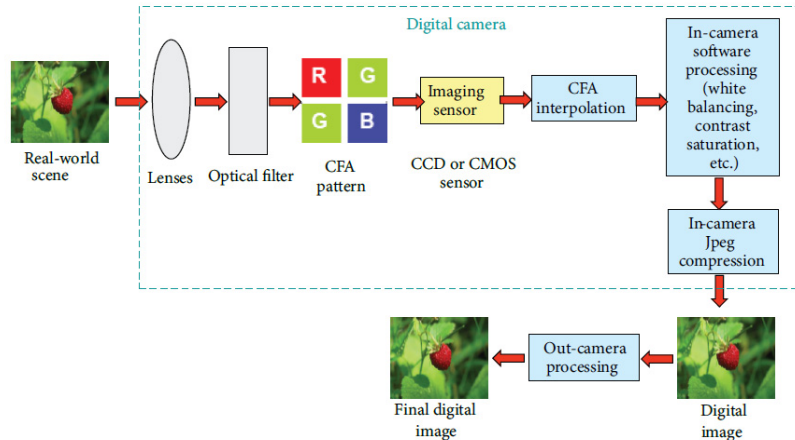 Digital camera
Real-world
scene
Lenses
Optical filter
R G
G B
CFA
pattern
Imaging
sensor
CCD or CMOS
sensor
CFA
interpolation
In-camera
software
processing
(white
balancing,
contrast
saturation,
etc.)
In-camera
Jpeg
compression
Digital
image
Out-camera
processing
Final digital
image